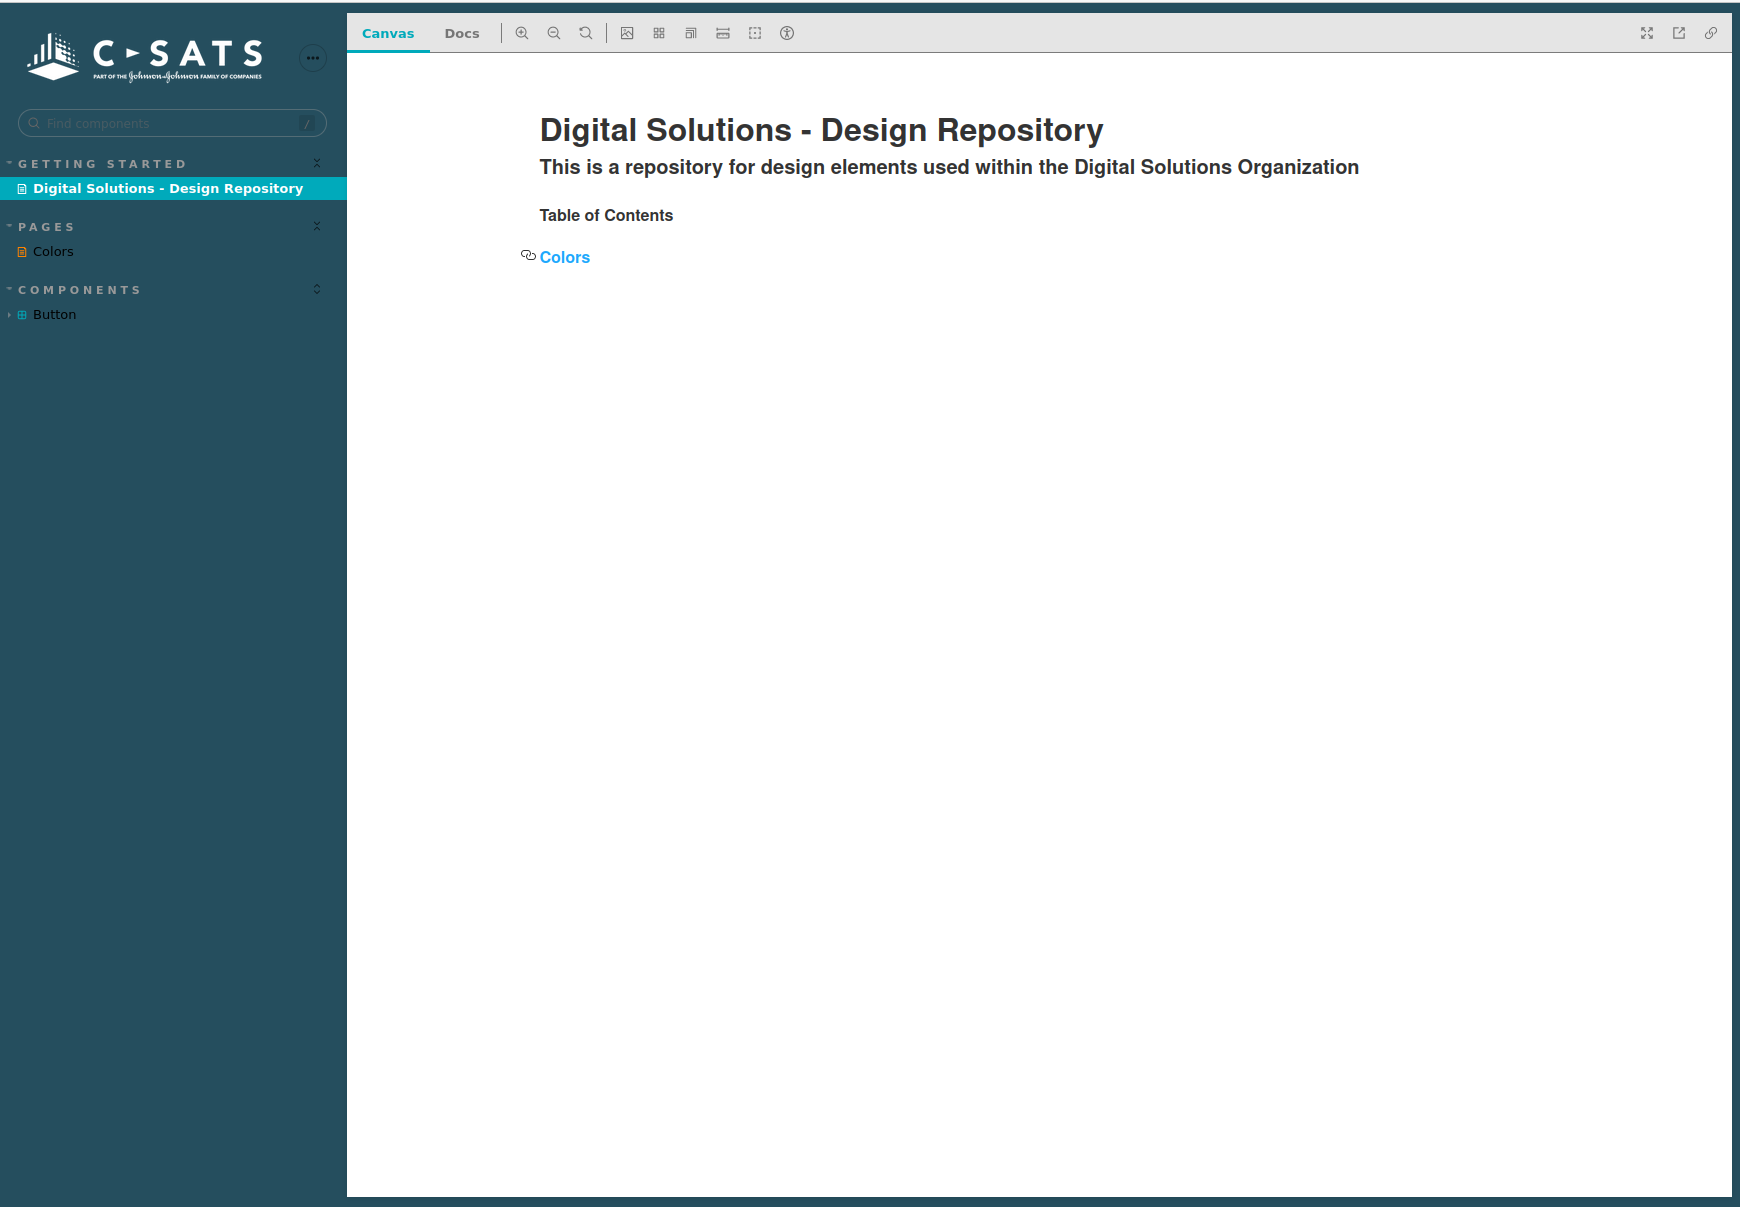 C-SATS
PART OF THE Johnson & Johnson FAMILY OF COMPANIES
Find components
/
GETTING STARTED
Digital Solutions - Design Repository
PAGES
Colors
COMPONENTS
Button
Canvas
Docs
Digital Solutions - Design Repository
This is a repository for design elements used within the Digital Solutions Organization
Table of Contents
Colors